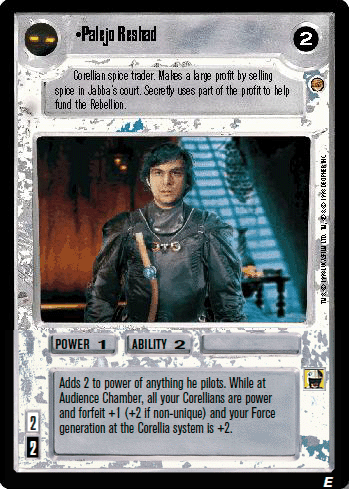 •Palejo Reshad
2
Corellian spice trader. Makes a large profit by selling
spice in Jabba's court. Secretly uses part of the profit to help
fund the Rebellion.
POWER 1
ABILITY 2
Adds 2 to power of anything he pilots. While at
Audience Chamber, all your Corellians are power
and forfeit +1 (+2 if non-unique) and your Force
generation at the Corellia system is +2.
2
2
E